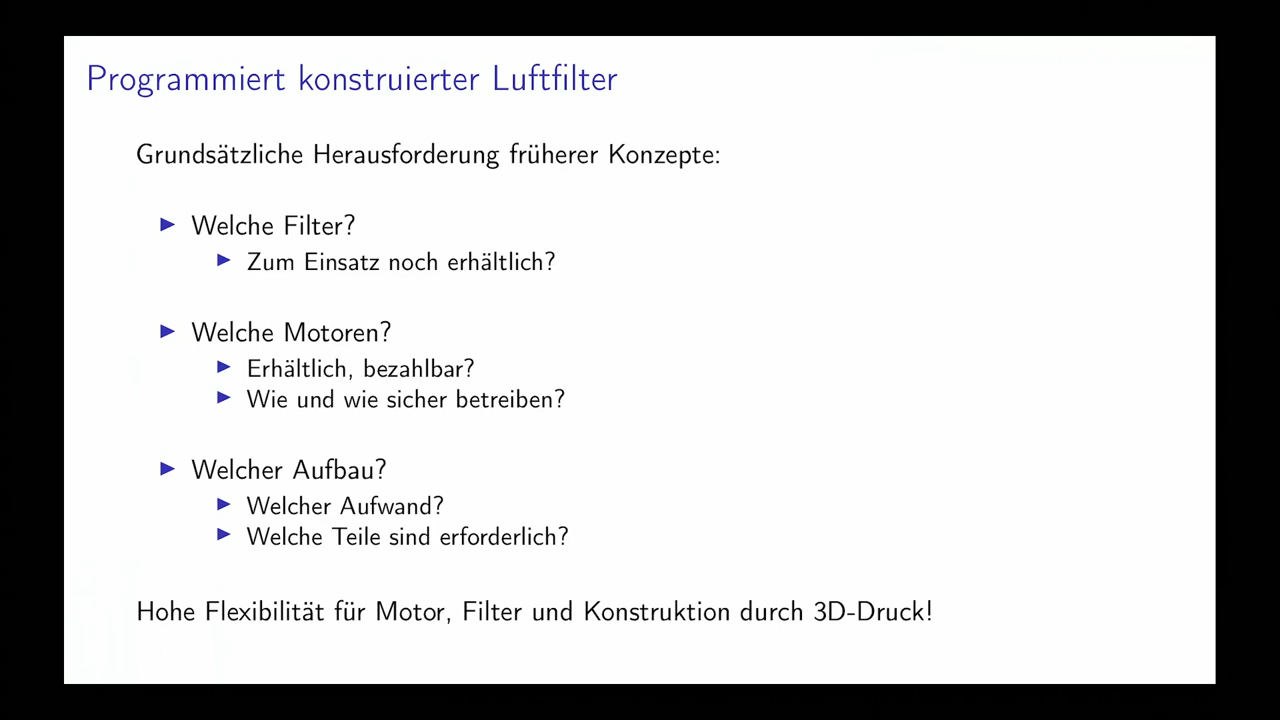 Programmiert konstruierter Luftfilter
Grundsätzliche Herausforderung früherer Konzepte:
Welche Filter?
Zum Einsatz noch erhältlich?
Welche Motoren?
Erhältlich, bezahlbar?
Wie und wie sicher betreiben?
Welcher Aufbau?
Welcher Aufwand?
Welche Teile sind erforderlich?
Hohe Flexibilität für Motor, Filter und Konstruktion durch 3D-Druck!